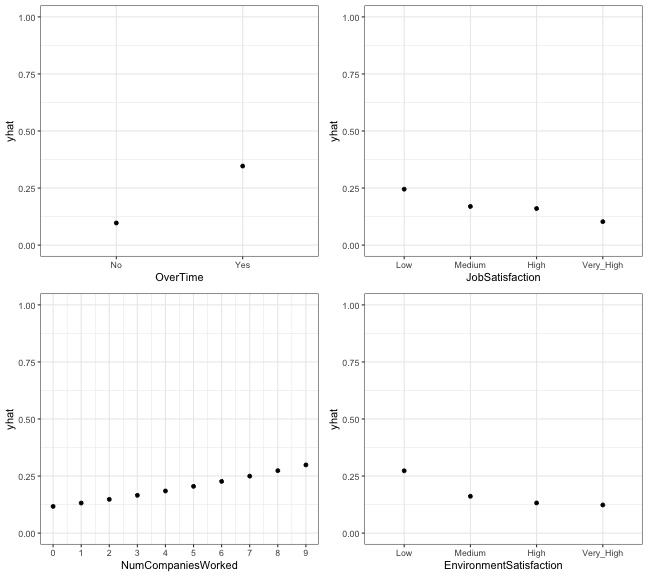 yhat
1.00
0.75
0.50
0.25
0.00
No Yes
OverTime
yhat
1.00
0.75
0.50
0.25
0.00
Low Medium High Very_High
JobSatisfaction
yhat
1.00
0.75
0.50
0.25
0.00
0 1 2 3 4 5 6 7 8 9
NumCompaniesWorked
yhat
1.00
0.75
0.50
0.25
0.00
Low Medium High Very_High
EnvironmentSatisfaction